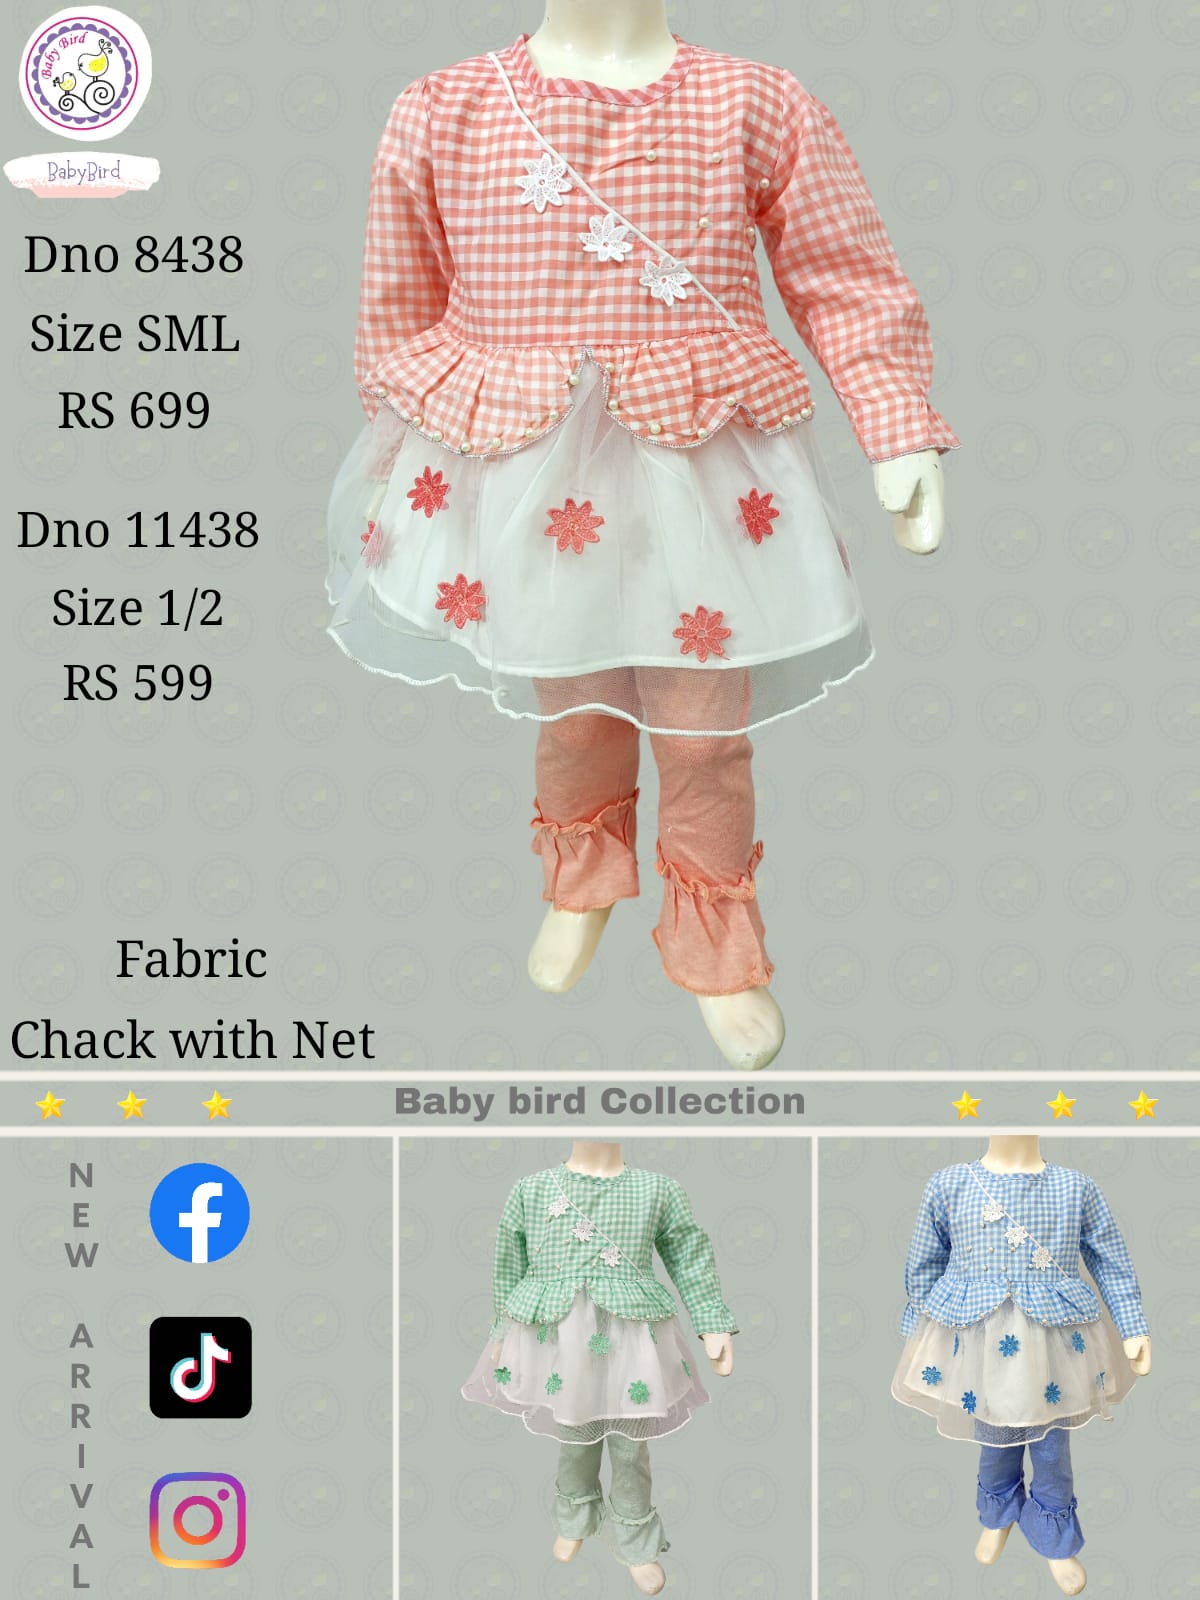 Baby Bird
BabyBird
Dno 8438
Size SML
RS 699
Dno 11438
Size 1/2
RS 599
Fabric
Chack with Net
Baby bird Collection
NEW
ARRIVAL